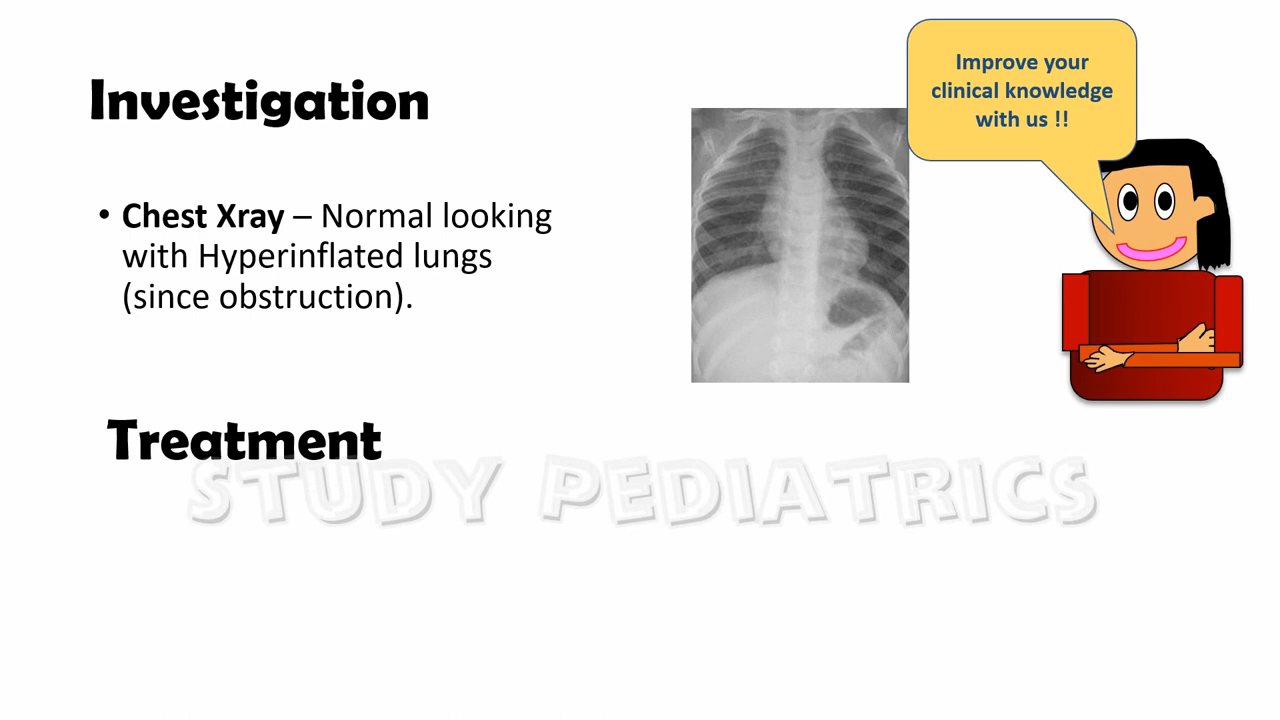 Investigation
Improve your
clinical knowledge
with us !!
• Chest Xray – Normal looking
with Hyperinflated lungs
(since obstruction).
Treatment
STUDY PEDIATRICS